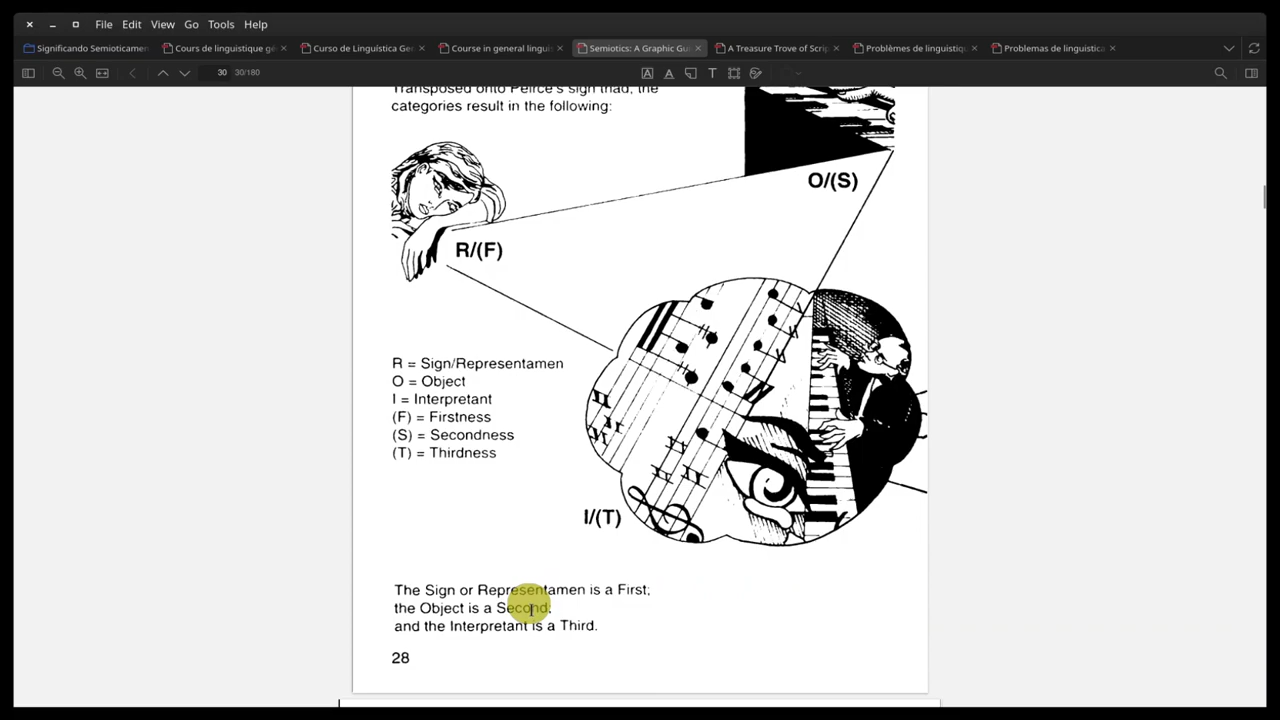 File Edit View Go Tools Help
Significando Semioticamen
Cours de linguistique gé
Curso de Linguística Ge
Course in general lingui
Semiotics: A Graphic Gu
A Treasure Trove of Scrip
Problèmes de linguistiqu
Problemas de linguistica
30 30/180
Transposed onto Peirce's sign triad, the
categories result in the following:
O/(S)
R/(F)
R = Sign/Representamen
O = Object
I = Interpretant
(F) = Firstness
(S) = Secondness
(T) = Thirdness
I/(T)
The Sign or Representamen is a First;
the Object is a Second;
and the Interpretant is a Third.
28